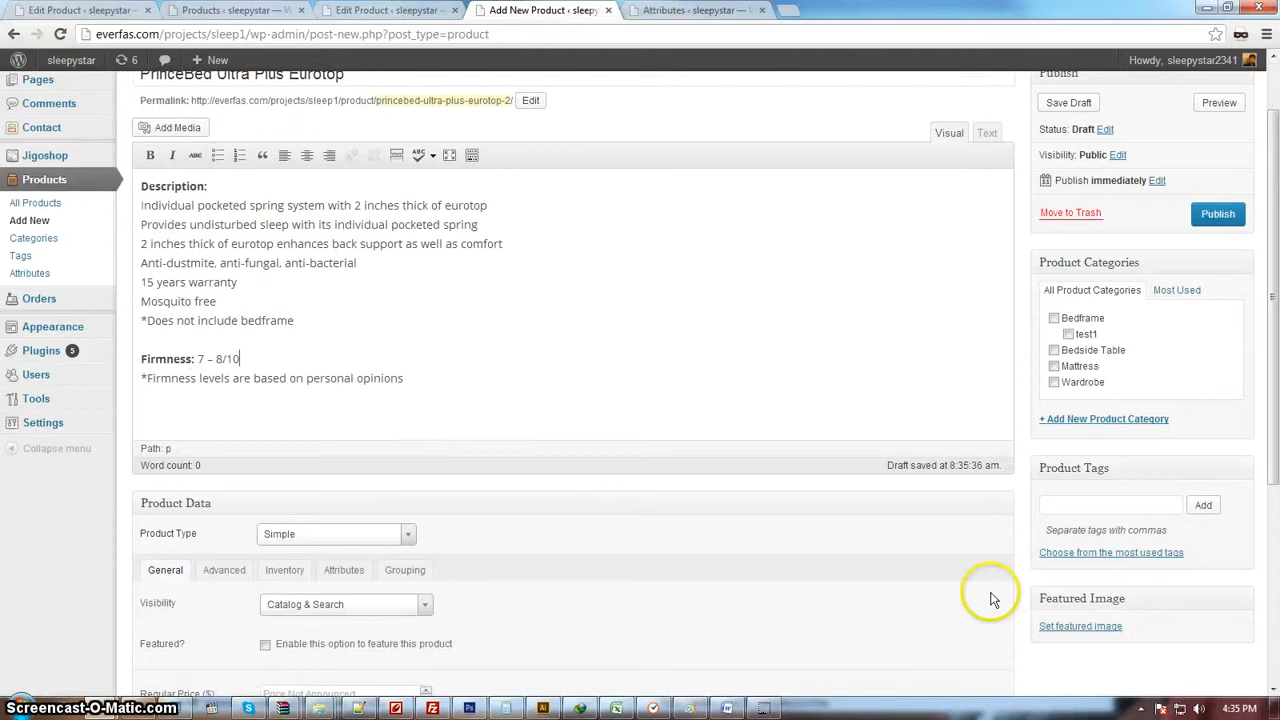 Edit Product ‹ sleepystar —
Products ‹ sleepystar — W
Edit Product ‹ sleepystar –
Add New Product ‹ sleepy
Attributes ‹ sleepystar — W
everfas.com/projects/sleep1/wp-admin/post-new.php?post_type=product
sleepystar 6 + New Howdy, sleepystar2341
Pages
Comments
Contact
Jigoshop
Products
All Products
Add New
Categories
Tags
Attributes
Orders
Appearance
Plugins 5
Users
Tools
Settings
Collapse menu
PrinceBed Ultra Plus Eurotop
Permalink: http://everfas.com/projects/sleep1/product/princebed-ultra-plus-eurotop-2/ Edit
Add Media
Visual Text
B I ABC
Description:
Individual pocketed spring system with 2 inches thick of eurotop
Provides undisturbed sleep with its individual pocketed spring
2 inches thick of eurotop enhances back support as well as comfort
Anti-dustmite, anti-fungal, anti-bacterial
15 years warranty
Mosquito free
*Does not include bedframe
Firmness: 7 – 8/10
*Firmness levels are based on personal opinions
Path: p
Word count: 0 Draft saved at 8:35:36 am.
Product Data
Product Type Simple
General Advanced Inventory Attributes Grouping
Visibility Catalog & Search
Featured? Enable this option to feature this product
Regular Price ($) Price Not Announced
Publish
Save Draft Preview
Status: Draft Edit
Visibility: Public Edit
Publish immediately Edit
Move to Trash Publish
Product Categories
All Product Categories Most Used
Bedframe
test1
Bedside Table
Mattress
Wardrobe
+ Add New Product Category
Product Tags
Add
Separate tags with commas
Choose from the most used tags
Featured Image
Set featured image
Screencast-O-Matic.com
4:35 PM